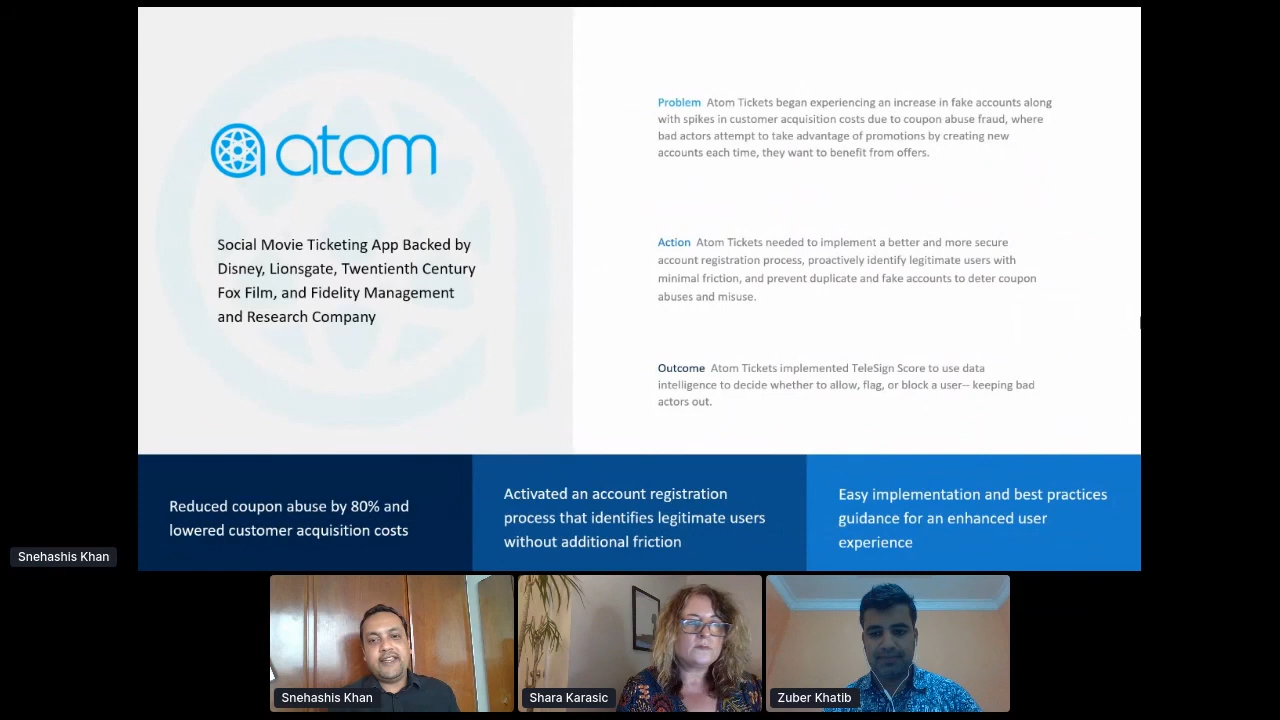 atom
Social Movie Ticketing App Backed by
Disney, Lionsgate, Twentienth Century
Fox Film, and Fidelity Management
and Research Company
Problem Atom Tickets began experiencing an increase in fake accounts along
with spikes in customer acquisition costs due to coupon abuse fraud, where
bad actors attempt to take advantage of promotions by creating new
accounts each time, they want to benefit from offers.
Action Atom Tickets needed to implement a better and more secure
account registration process, proactively identify legitimate users with
minimal friction, and prevent duplicate and fake accounts to deter coupon
abuses and misuse.
Outcome Atom Tickets implemented TeleSign Score to use data
intelligence to decide whether to allow, flag, or block a user-- keeping bad
actors out.
Reduced coupon abuse by 80% and
lowered customer acquisition costs
Activated an account registration
process that identifies legitimate users
without additional friction
Easy implementation and best practices
guidance for an enhanced user
experience
Snehashis Khan
Snehashis Khan
Shara Karasic
Zuber Khatib